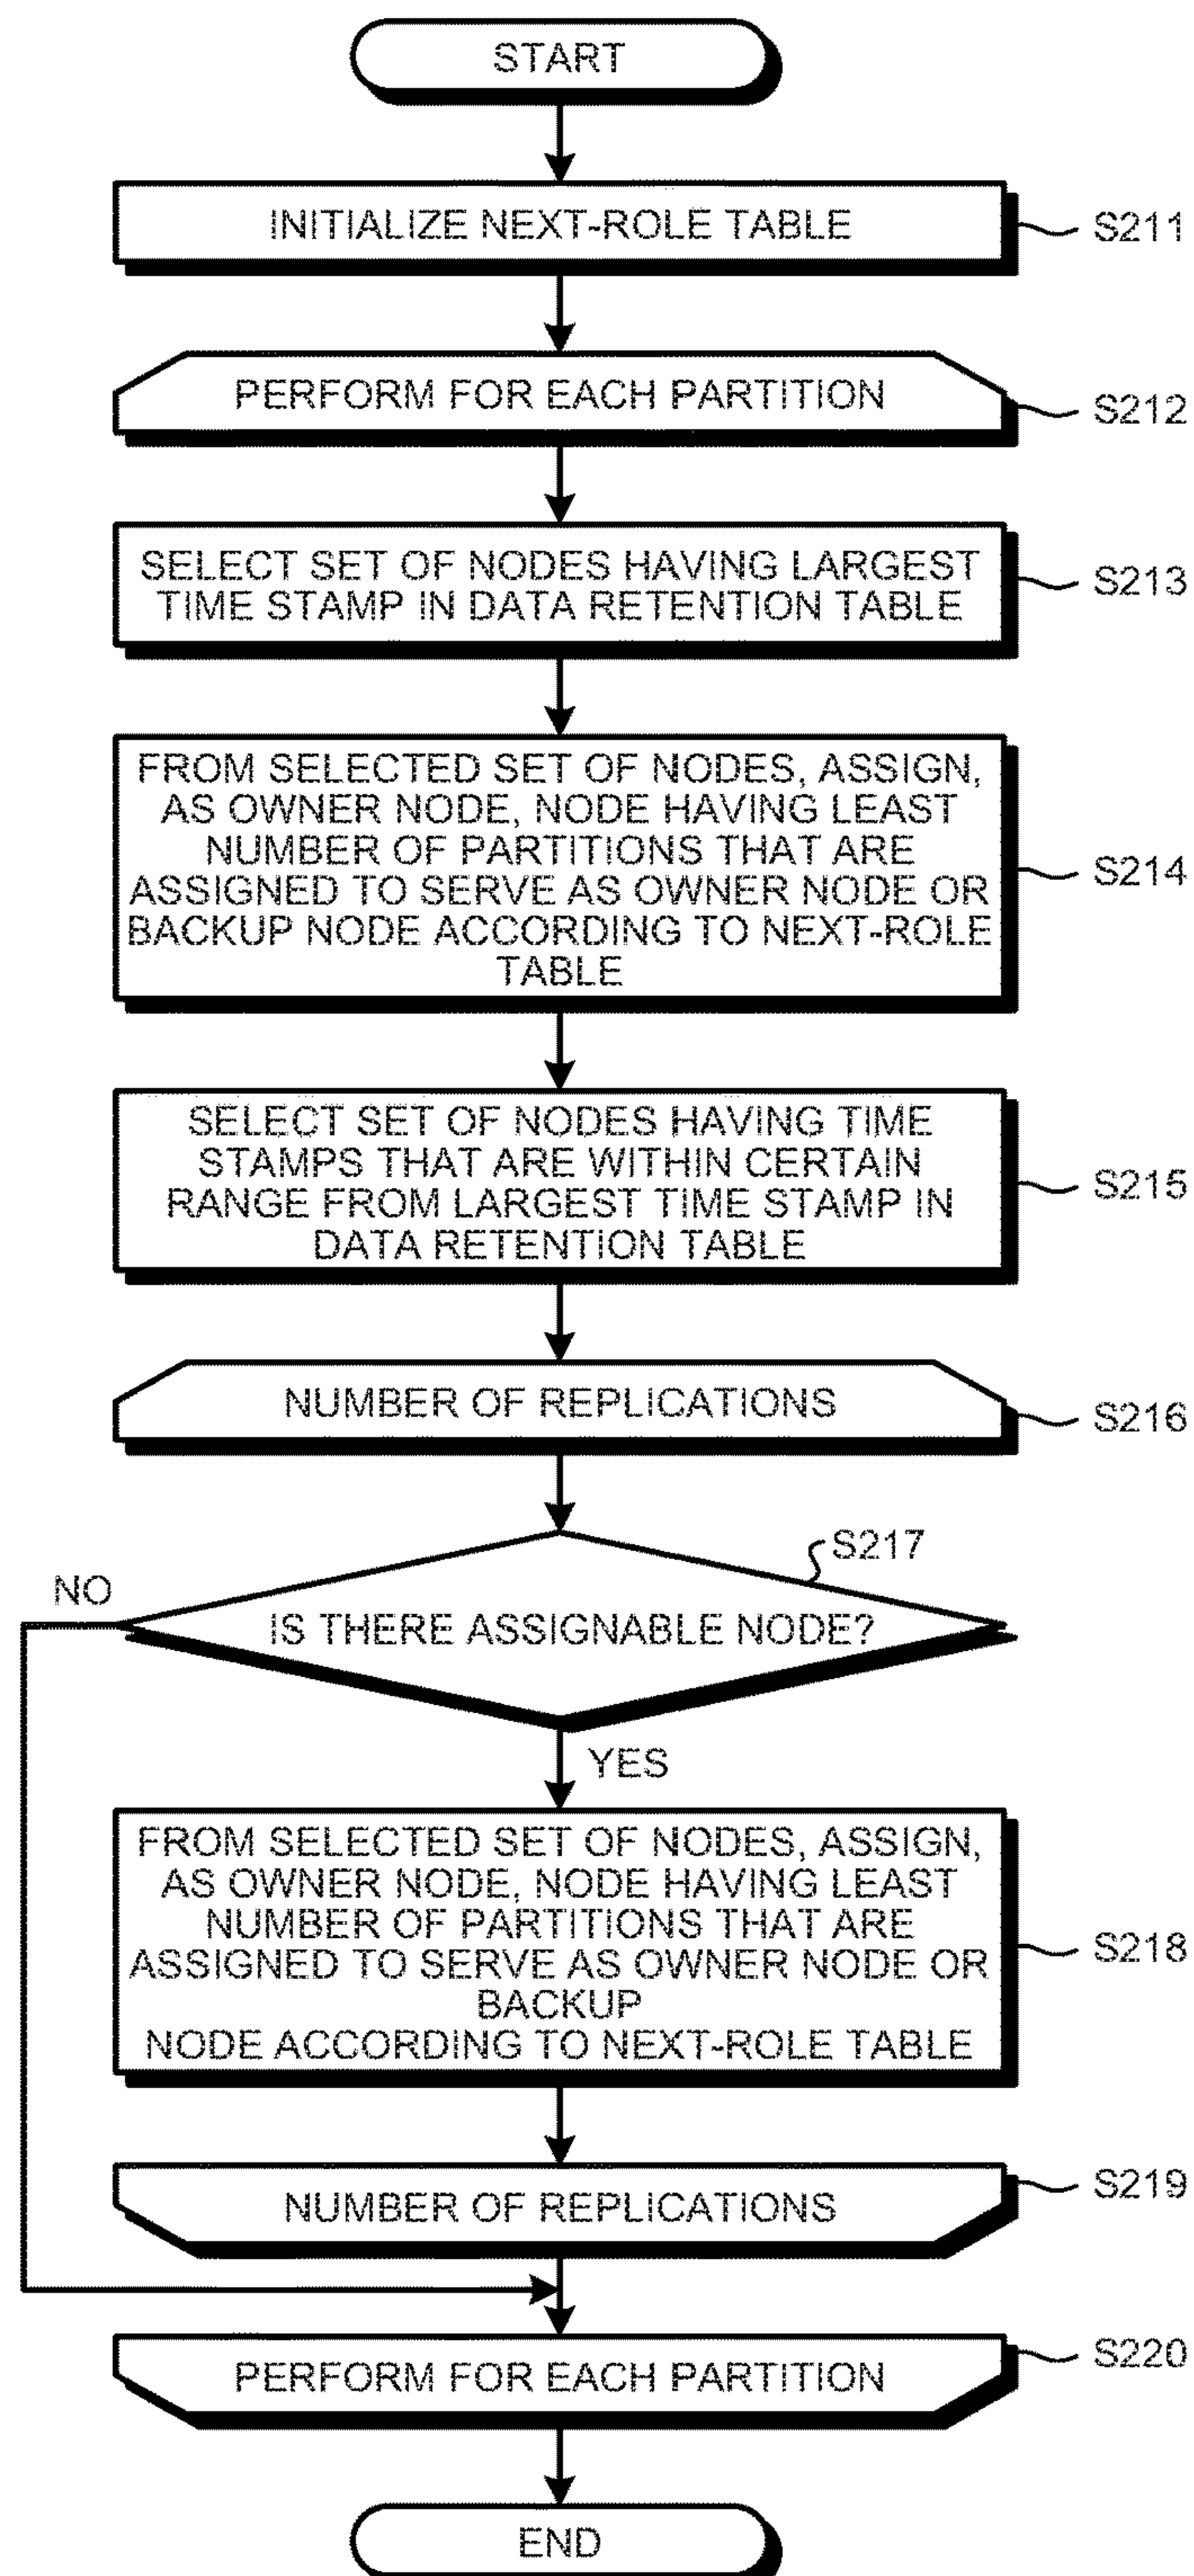 START
INITIALIZE NEXT-ROLE TABLE
S211
PERFORM FOR EACH PARTITION
S212
SELECT SET OF NODES HAVING LARGEST
TIME STAMP IN DATA RETENTION TABLE
S213
FROM SELECTED SET OF NODES, ASSIGN,
AS OWNER NODE, NODE HAVING LEAST
NUMBER OF PARTITIONS THAT ARE
ASSIGNED TO SERVE AS OWNER NODE OR
BACKUP NODE ACCORDING TO NEXT-ROLE
TABLE
S214
SELECT SET OF NODES HAVING TIME
STAMPS THAT ARE WITHIN CERTAIN
RANGE FROM LARGEST TIME STAMP IN
DATA RETENTION TABLE
S215
NUMBER OF REPLICATIONS
S216
S217
NO
IS THERE ASSIGNABLE NODE?
YES
FROM SELECTED SET OF NODES, ASSIGN,
AS OWNER NODE, NODE HAVING LEAST
NUMBER OF PARTITIONS THAT ARE
ASSIGNED TO SERVE AS OWNER NODE OR
BACKUP
NODE ACCORDING TO NEXT-ROLE TABLE
S218
NUMBER OF REPLICATIONS
S219
PERFORM FOR EACH PARTITION
S220
END